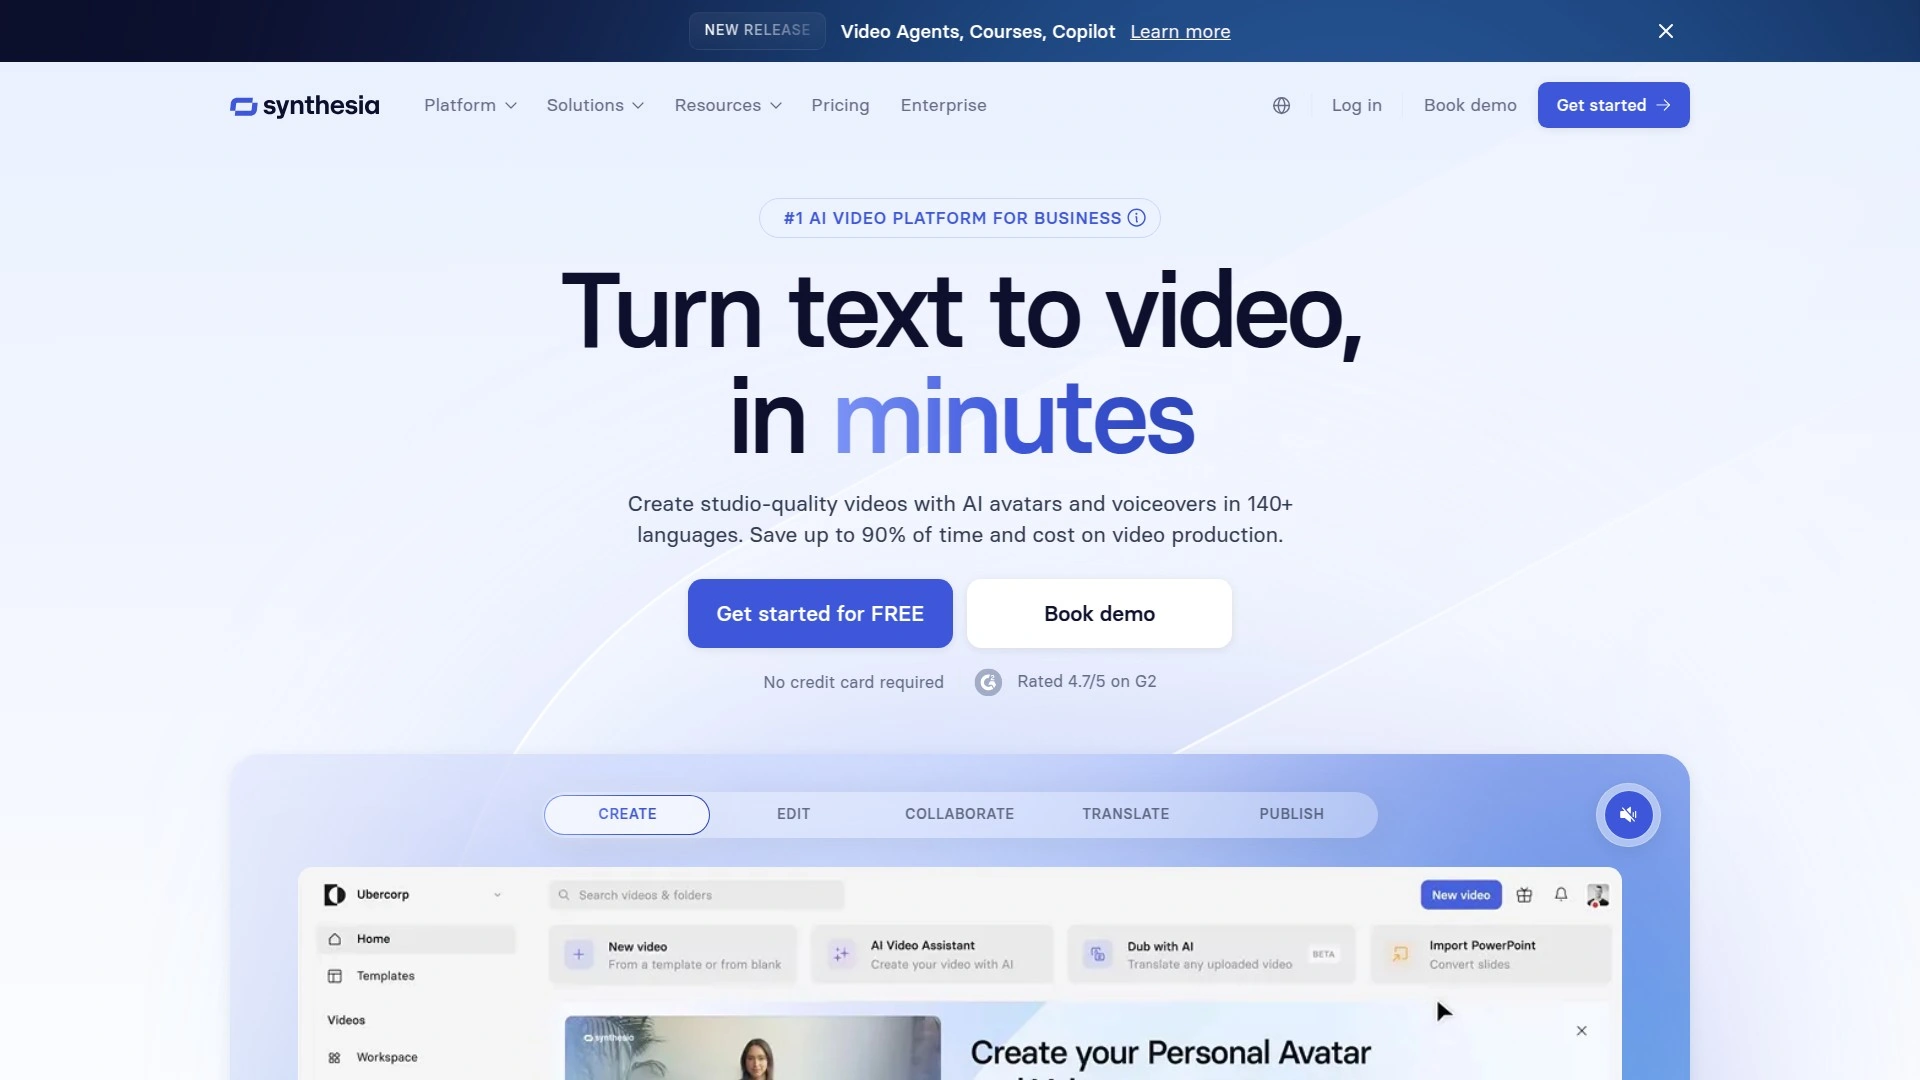 NEW RELEASE Video Agents, Courses, Copilot Learn more
synthesia Platform Solutions Resources Pricing Enterprise Log in Book demo Get started
#1 AI VIDEO PLATFORM FOR BUSINESS
Turn text to video,
in minutes
Create studio-quality videos with AI avatars and voiceovers in 140+
languages. Save up to 90% of time and cost on video production.
Get started for FREE Book demo
No credit card required Rated 4.7/5 on G2
CREATE EDIT COLLABORATE TRANSLATE PUBLISH
Ubercorp Search videos & folders New video
Home
Templates
Videos
Workspace
New video
From a template or from blank
AI Video Assistant
Create your video with AI
Dub with AI
Translate any uploaded video
BETA
Import PowerPoint
Convert slides
synthesia
Create your Personal Avatar